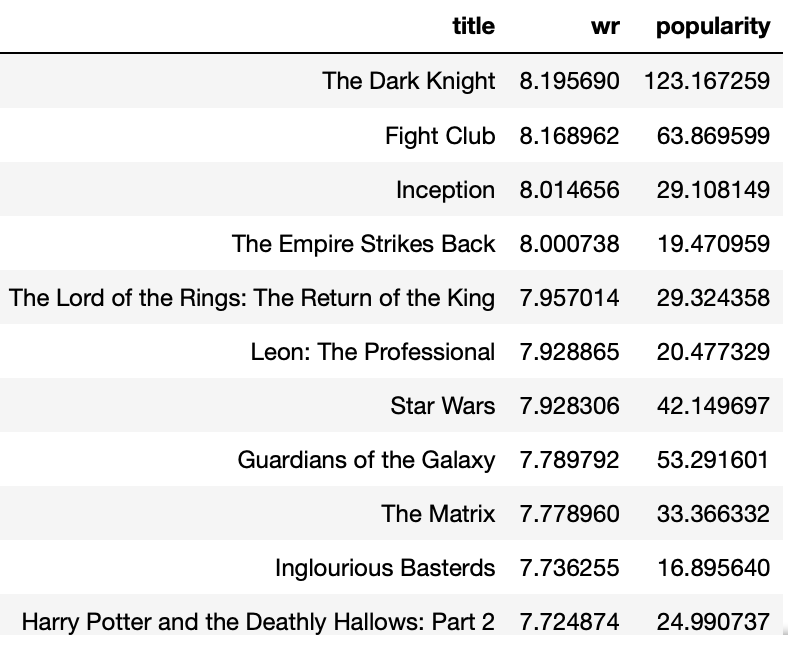 title wr popularity
The Dark Knight 8.195690 123.167259
Fight Club 8.168962 63.869599
Inception 8.014656 29.108149
The Empire Strikes Back 8.000738 19.470959
The Lord of the Rings: The Return of the King 7.957014 29.324358
Leon: The Professional 7.928865 20.477329
Star Wars 7.928306 42.149697
Guardians of the Galaxy 7.789792 53.291601
The Matrix 7.778960 33.366332
Inglourious Basterds 7.736255 16.895640
Harry Potter and the Deathly Hallows: Part 2 7.724874 24.990737